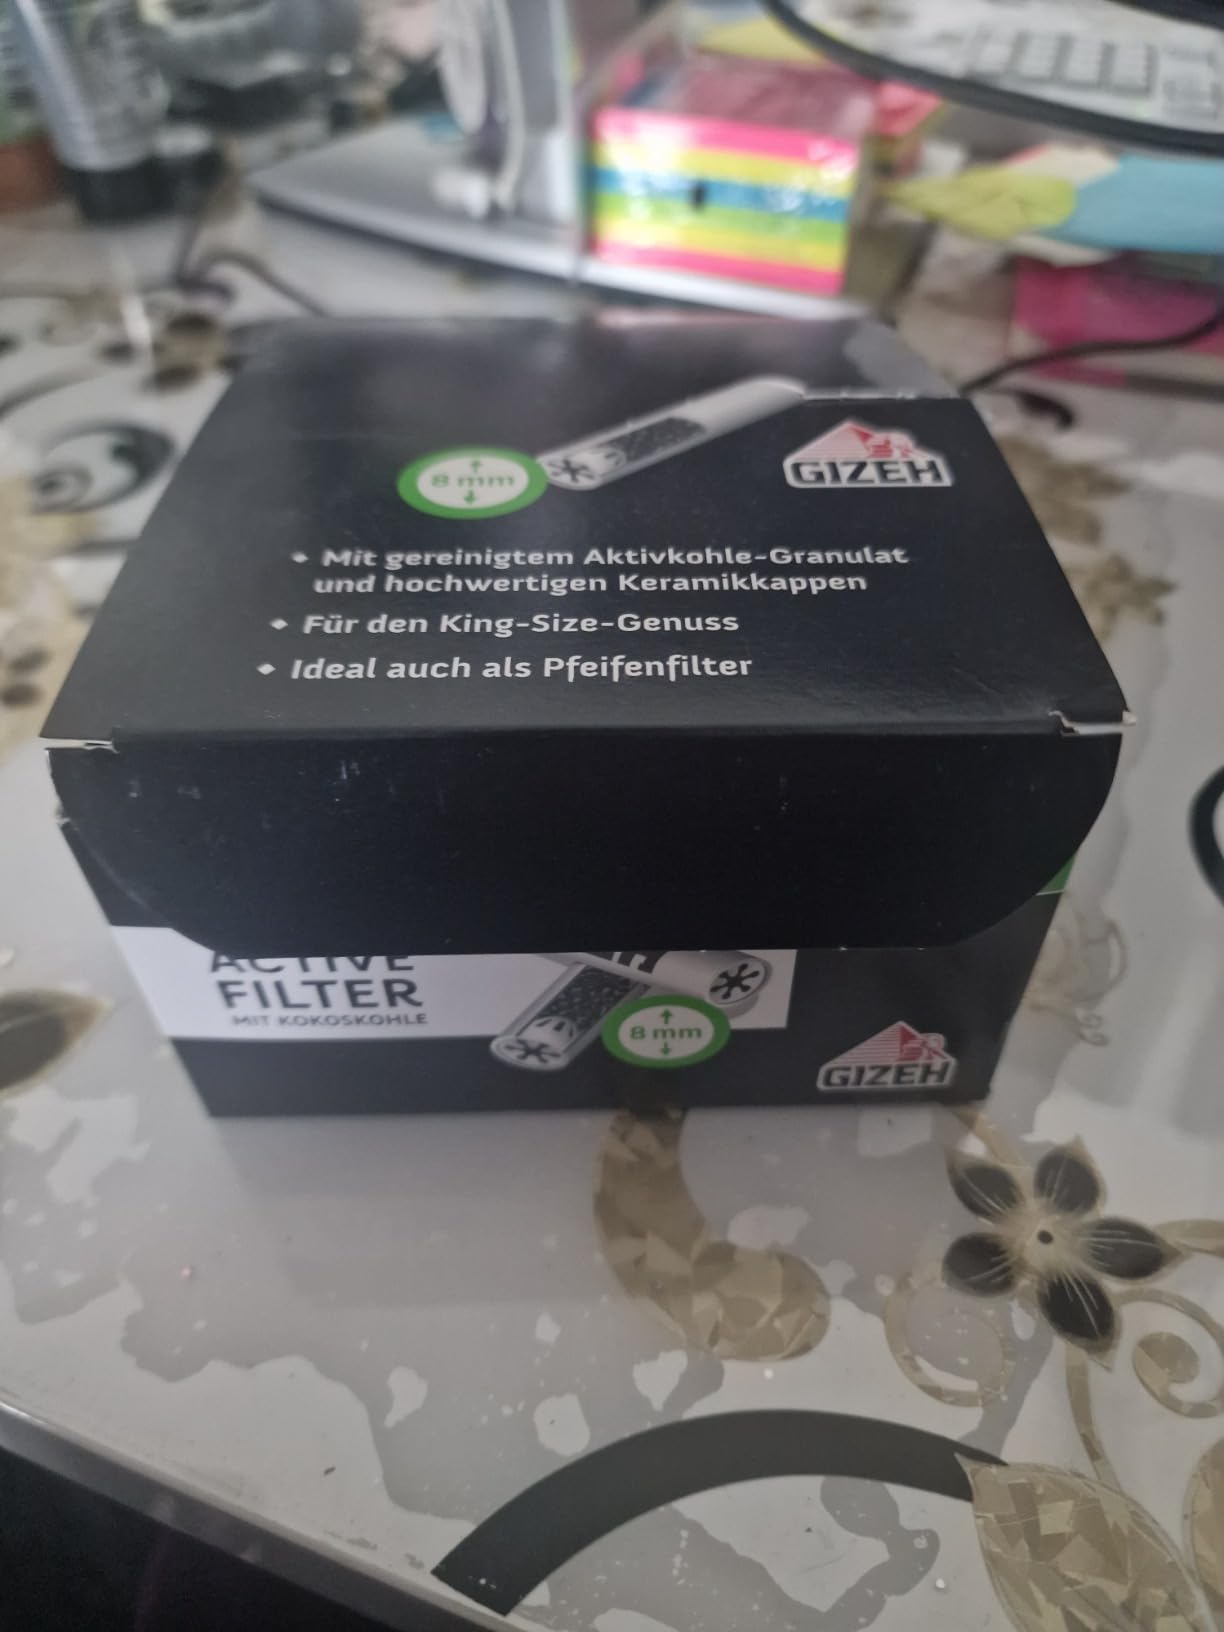 8 mm
GIZEH
Mit gereinigtem Aktivkohle-Granulat
und hochwertigen Keramikkappen
Für den King-Size-Genuss
Ideal auch als Pfeifenfilter
ACTIVE
FILTER
MIT KOKOSKOHLE
8 mm
GIZEH